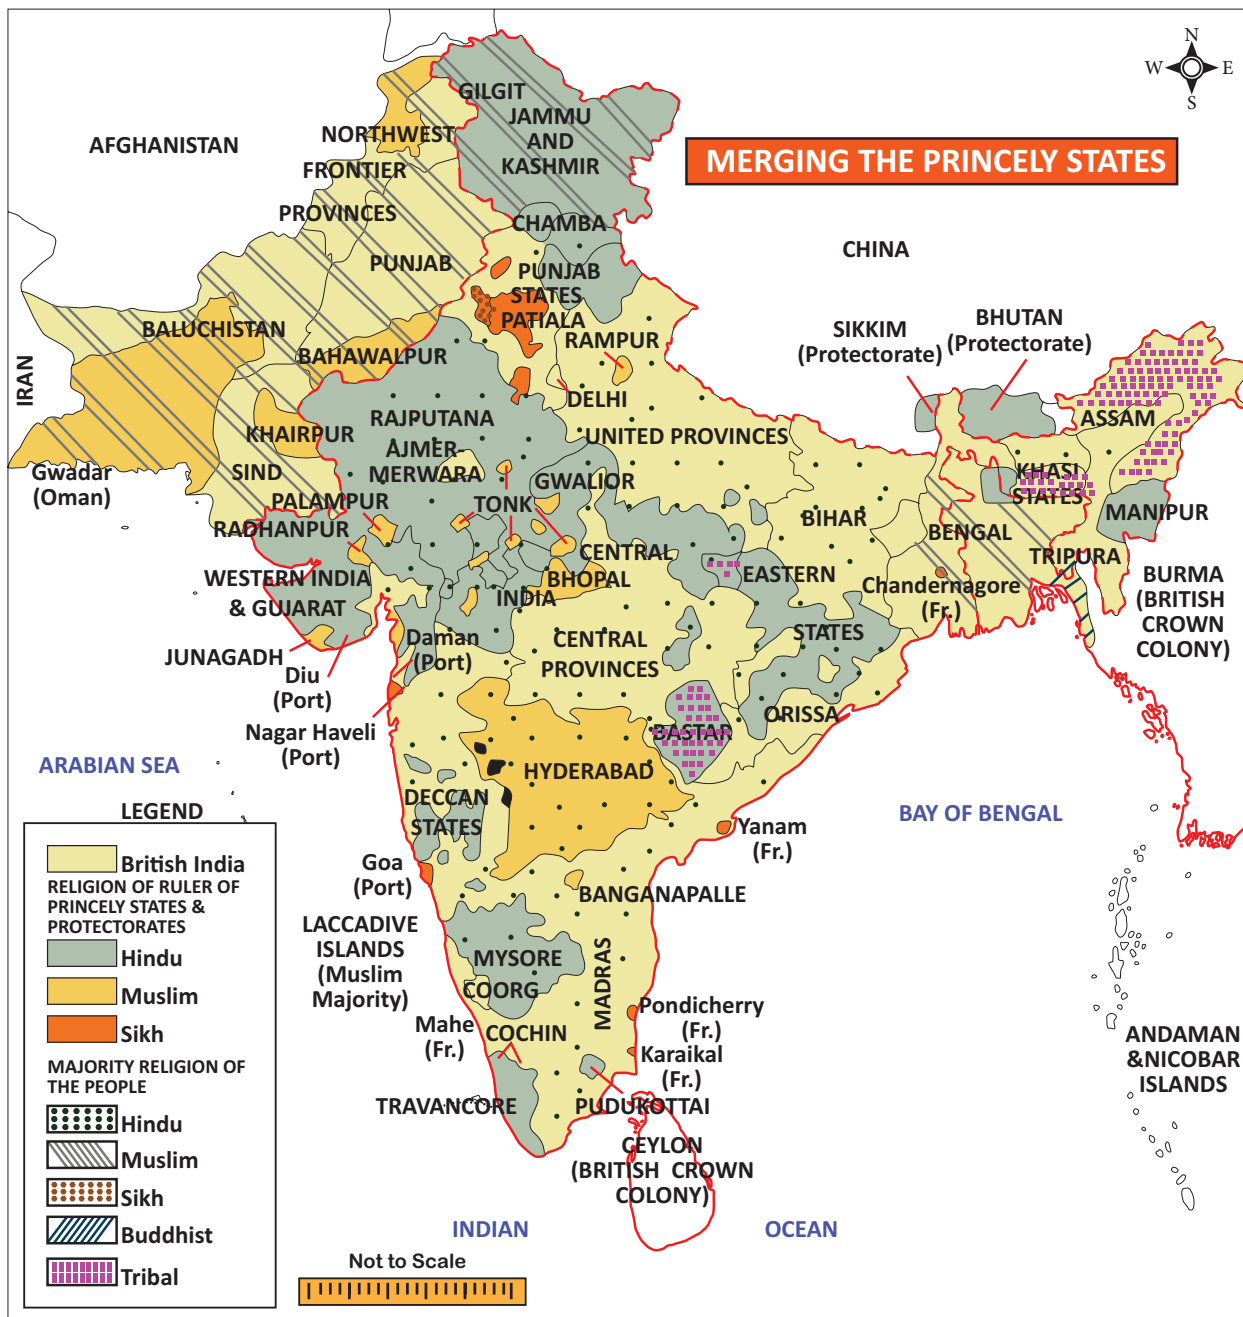 N
W E
S
MERGING THE PRINCELY STATES
AFGHANISTAN
GILGIT
JAMMU
AND
KASHMIR
NORTHWEST
FRONTIER
PROVINCES
CHAMBA
CHINA
PUNJAB
PUNJAB
STATES
PATIALA
BALUCHISTAN
BAHAWALPUR
RAMPUR
SIKKIM
(Protectorate)
BHUTAN
(Protectorate)
IRAN
DELHI
RAJPUTANA
AJMER-
MERWARA
UNITED PROVINCES
ASSAM
KHAIRPUR
SIND
Gwadar
(Oman)
GWALIOR
KHASI
STATES
PALAMPUR
TONK
RADHANPUR
BIHAR
BENGAL
MANIPUR
TRIPURA
WESTERN INDIA
& GUJARAT
CENTRAL
INDIA
BHOPAL
EASTERN
STATES
Chandernagore
(Fr.)
BURMA
(BRITISH
CROWN
COLONY)
JUNAGADH
Daman
(Port)
CENTRAL
PROVINCES
Diu
(Port)
Nagar Haveli
(Port)
ORISSA
BASTAR
ARABIAN SEA
HYDERABAD
DECCAN
STATES
BAY OF BENGAL
Yanam
(Fr.)
Goa
(Port)
BANGANAPALLE
LACCADIVE
ISLANDS
(Muslim
Majority)
MYSORE
COORG
MADRAS
Mahe
(Fr.)
COCHIN
Pondicherry
(Fr.)
Karaikal
(Fr.)
ANDAMAN
&NICOBAR
ISLANDS
TRAVANCORE
PUDUKOTTAI
CEYLON
(BRITISH CROWN
COLONY)
INDIAN OCEAN
LEGEND
British India
RELIGION OF RULER OF
PRINCELY STATES &
PROTECTORATES
Hindu
Muslim
Sikh
MAJORITY RELIGION OF
THE PEOPLE
Hindu
Muslim
Sikh
Buddhist
Tribal
Not to Scale